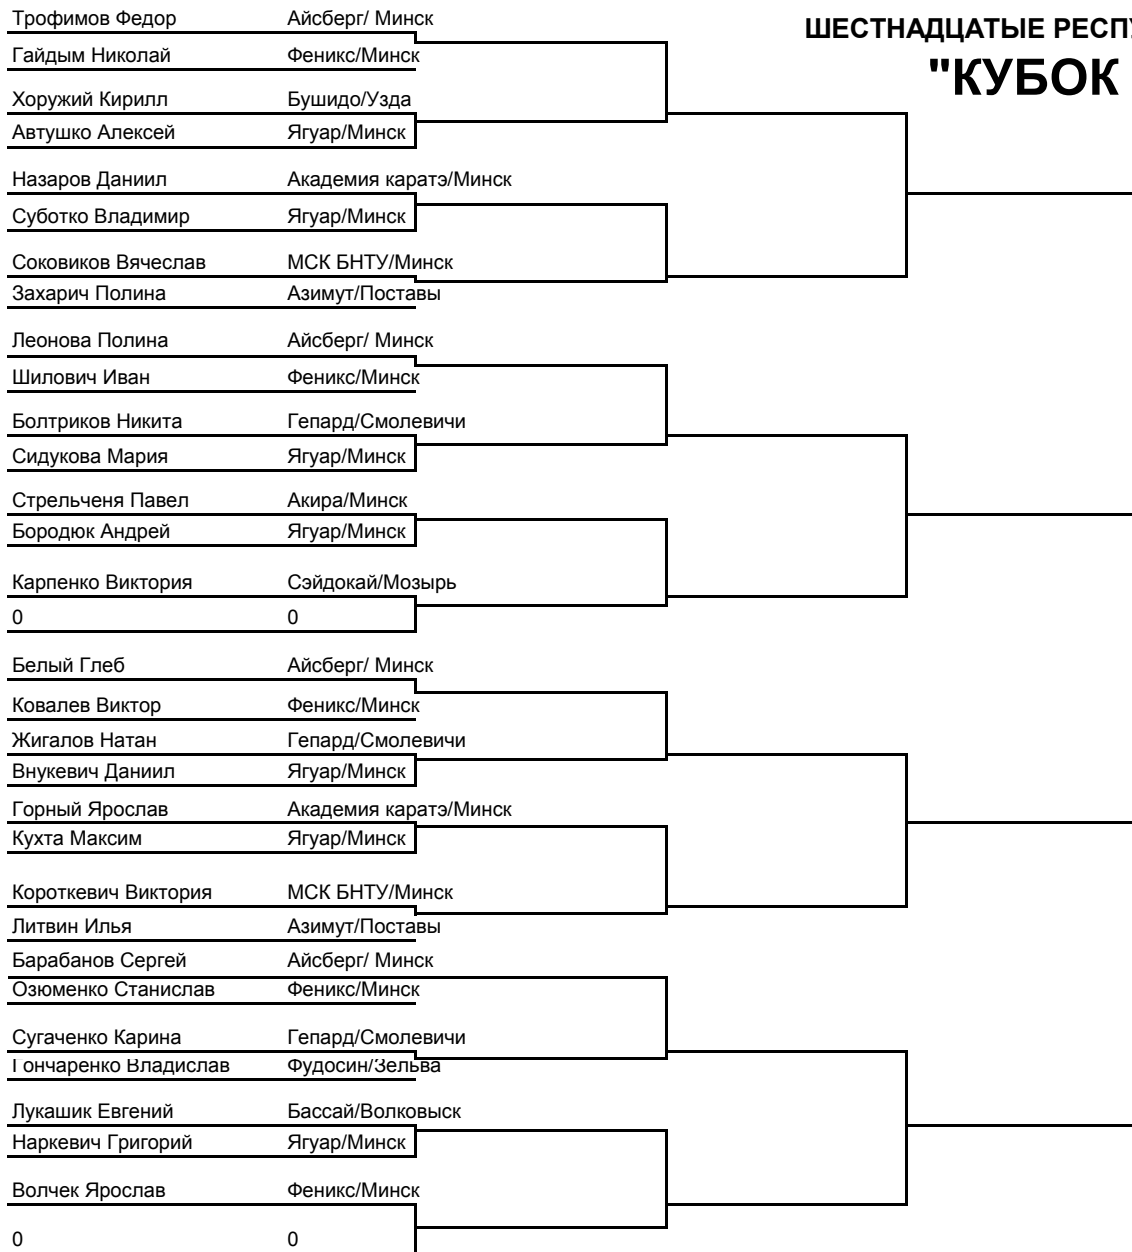 Трофимов Федор Айсберг/ Минск
ШЕСТНАДЦАТЫЕ РЕСПУ
Гайдым Николай Феникс/Минск
"КУБОК
Хоружий Кирилл Бушидо/Узда
Автушко Алексей Ягуар/Минск
Назаров Даниил Академия каратэ/Минск
Суботко Владимир Ягуар/Минск
Соковиков Вячеслав МСК БНТУ/Минск
Захарич Полина Азимут/Поставы
Леонова Полина Айсберг/ Минск
Шилович Иван Феникс/Минск
Болтриков Никита Гепард/Смолевичи
Сидукова Мария Ягуар/Минск
Стрельченя Павел Акира/Минск
Бородюк Андрей Ягуар/Минск
Карпенко Виктория Сэйдокай/Мозырь
0 0
Белый Глеб Айсберг/ Минск
Ковалев Виктор Феникс/Минск
Жигалов Натан Гепард/Смолевичи
Внукевич Даниил Ягуар/Минск
Горный Ярослав Академия каратэ/Минск
Кухта Максим Ягуар/Минск
Короткевич Виктория МСК БНТУ/Минск
Литвин Илья Азимут/Поставы
Барабанов Сергей Айсберг/ Минск
Озюменко Станислав Феникс/Минск
Сугаченко Карина Гепард/Смолевичи
Гончаренко Владислав Фудосин/Зельва
Лукашик Евгений Бассай/Волковыск
Наркевич Григорий Ягуар/Минск
Волчек Ярослав Феникс/Минск
0 0